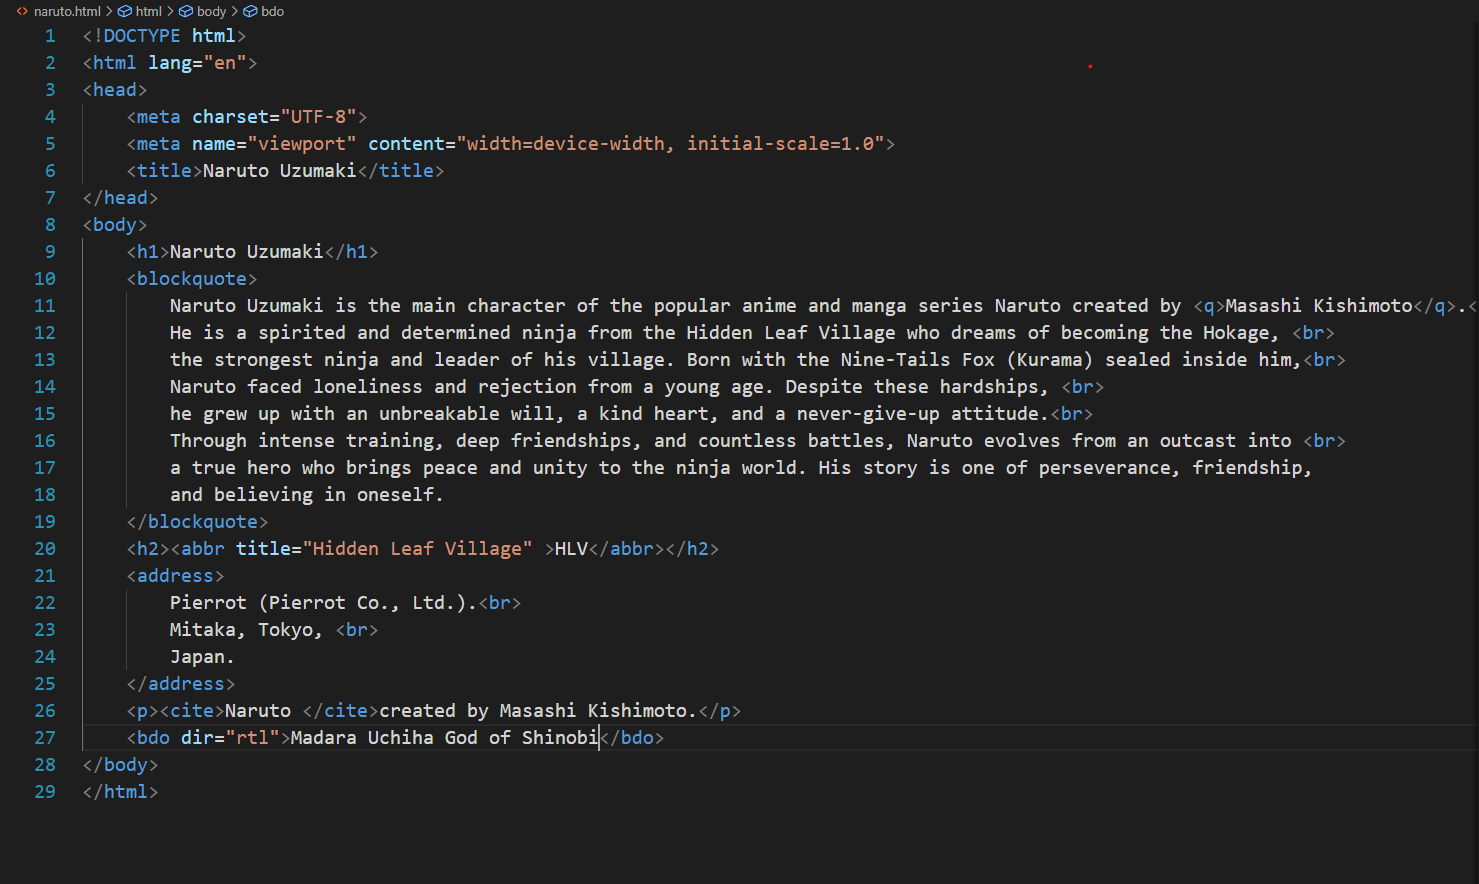 naruto.html > html > body > bdo
1 <!DOCTYPE html>
2 <html lang="en">
3 <head>
4     <meta charset="UTF-8">
5     <meta name="viewport" content="width=device-width, initial-scale=1.0">
6     <title>Naruto Uzumaki</title>
7 </head>
8 <body>
9     <h1>Naruto Uzumaki</h1>
10     <blockquote>
11         Naruto Uzumaki is the main character of the popular anime and manga series Naruto created by <q>Masashi Kishimoto</q>.<
12         He is a spirited and determined ninja from the Hidden Leaf Village who dreams of becoming the Hokage, <br>
13         the strongest ninja and leader of his village. Born with the Nine-Tails Fox (Kurama) sealed inside him,<br>
14         Naruto faced loneliness and rejection from a young age. Despite these hardships, <br>
15         he grew up with an unbreakable will, a kind heart, and a never-give-up attitude.<br>
16         Through intense training, deep friendships, and countless battles, Naruto evolves from an outcast into <br>
17         a true hero who brings peace and unity to the ninja world. His story is one of perseverance, friendship,
18         and believing in oneself.
19     </blockquote>
20     <h2><abbr title="Hidden Leaf Village" >HLV</abbr></h2>
21     <address>
22         Pierrot (Pierrot Co., Ltd.).<br>
23         Mitaka, Tokyo, <br>
24         Japan.
25     </address>
26     <p><cite>Naruto </cite>created by Masashi Kishimoto.</p>
27     <bdo dir="rtl">Madara Uchiha God of Shinobi</bdo>
28 </body>
29 </html>